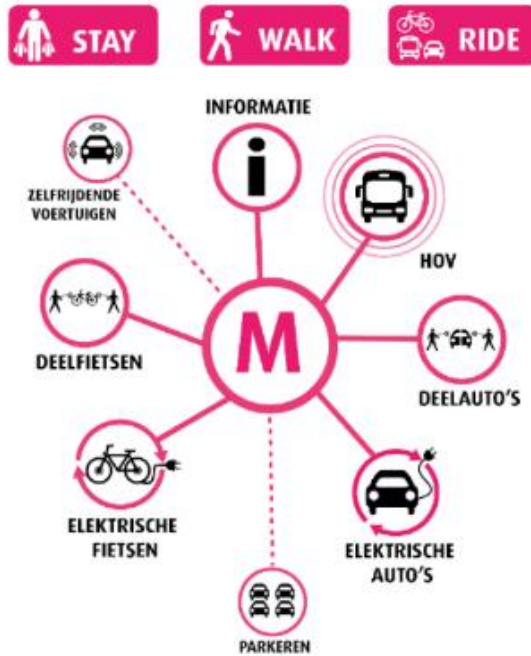 STAY
WALK
RIDE
INFORMATIE
i
ZELFRIJDENDE
VOERTUIGEN
HOV
M
DEELFIETSEN
DEELAUTO'S
ELEKTRISCHE
FIETSEN
ELEKTRISCHE
AUTO'S
PARKEREN